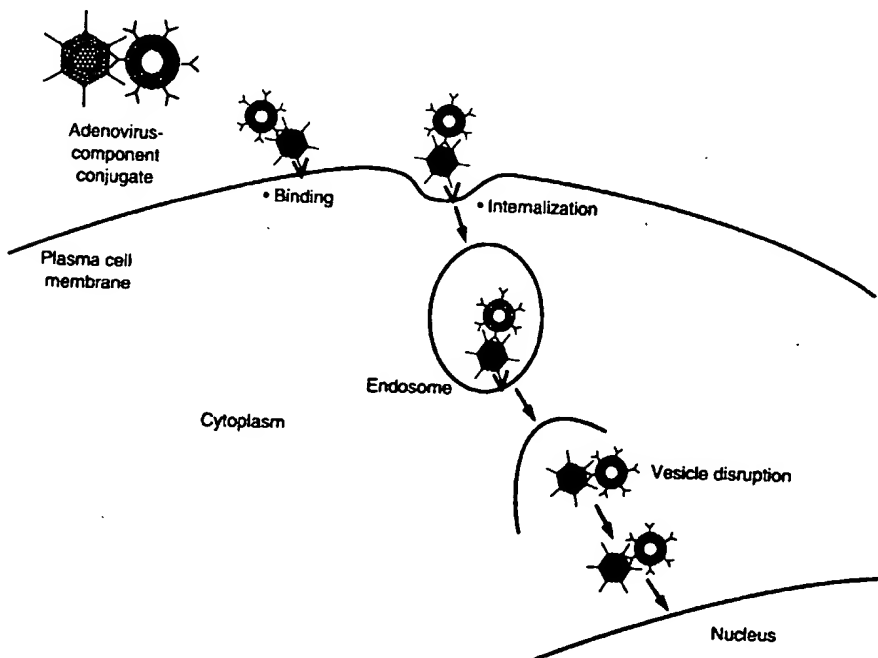 Adenovirus-
component
conjugate
• Binding
• Internalization
Plasma cell
membrane
Endosome
Cytoplasm
Vesicle disruption
Nucleus